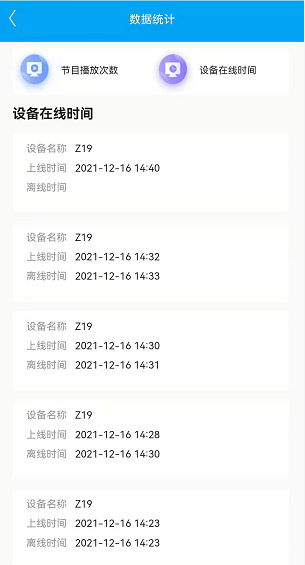 数据统计
节目播放次数 设备在线时间
设备在线时间
设备名称 Z19
上线时间 2021-12-16 14:40
离线时间
设备名称 Z19
上线时间 2021-12-16 14:32
离线时间 2021-12-16 14:33
设备名称 Z19
上线时间 2021-12-16 14:30
离线时间 2021-12-16 14:31
设备名称 Z19
上线时间 2021-12-16 14:28
离线时间 2021-12-16 14:30
设备名称 Z19
上线时间 2021-12-16 14:23
离线时间 2021-12-16 14:23